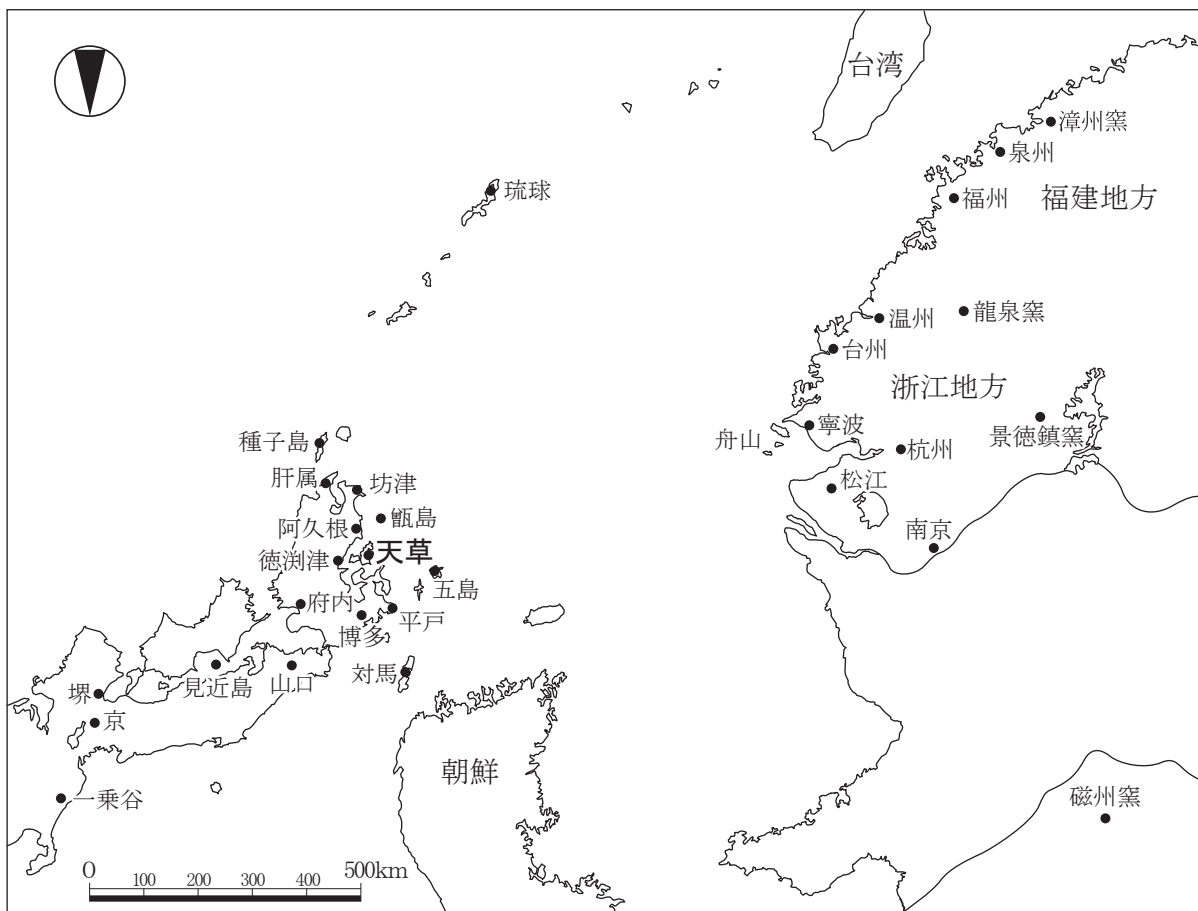 台湾
漳州窯
泉州
福州
福建地方
琉球
温州
龍泉窯
台州
浙江地方
種子島
舟山
寧波
景徳鎮窯
杭州
肝属
坊津
松江
甑島
阿久根
南京
天草
徳渕津
五島
府内
平戸
博多
対馬
見近島
山口
堺
京
朝鮮
一乗谷
磁州窯
0
100
200
300
400
500km